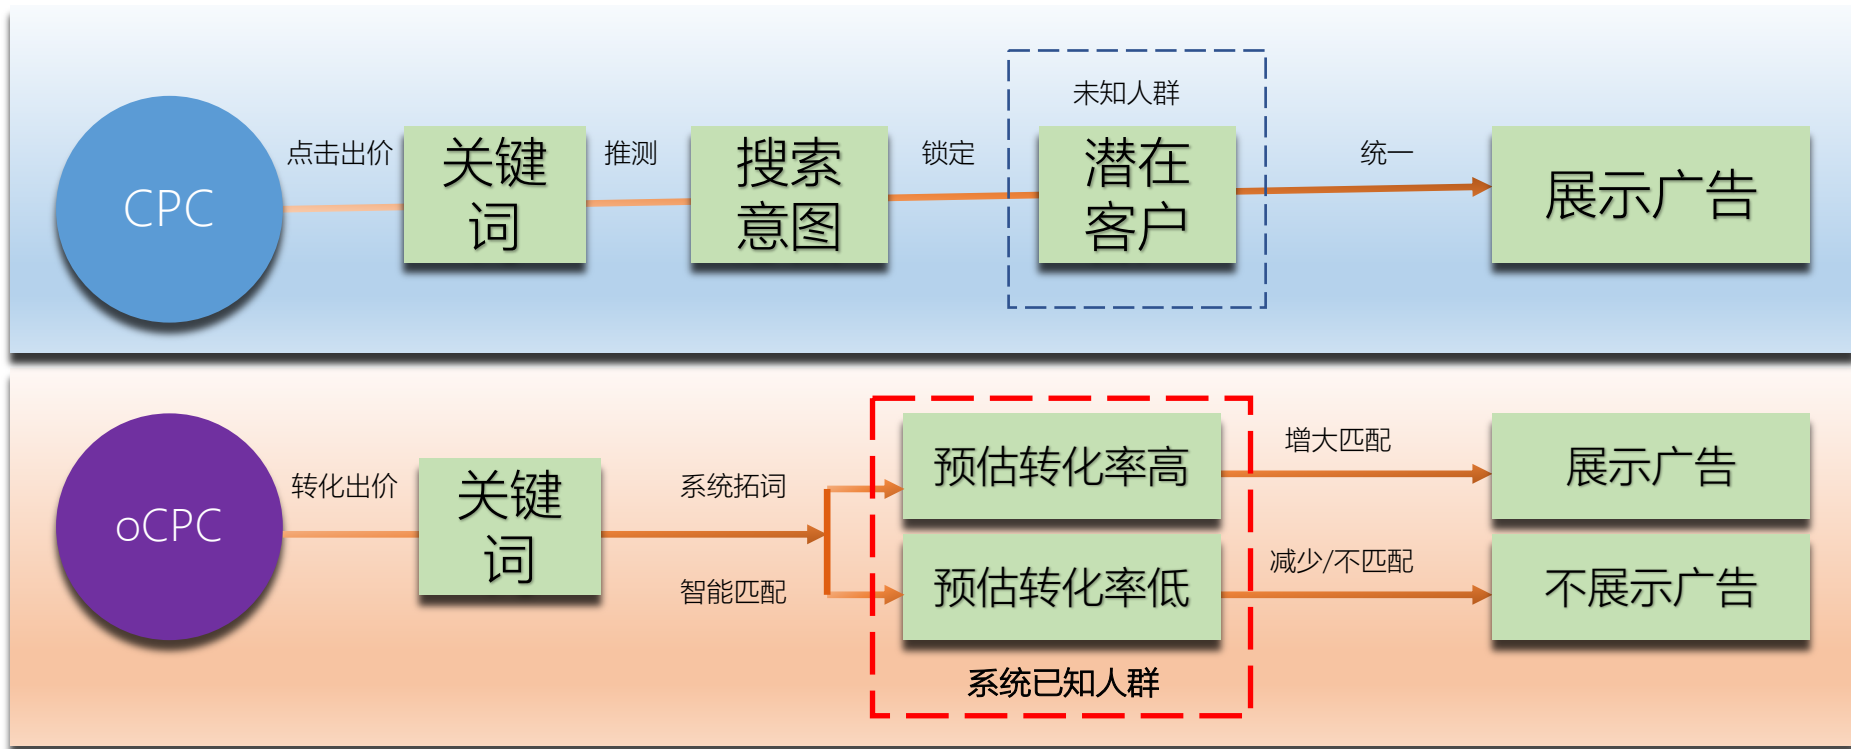 未知人群
CPC
点击出价
关键
词
推测
搜索
意图
锁定
潜在
客户
统一
展示广告
oCPC
转化出价
关键
词
系统拓词
智能匹配
预估转化率高
增大匹配
展示广告
预估转化率低
减少/不匹配
不展示广告
系统已知人群